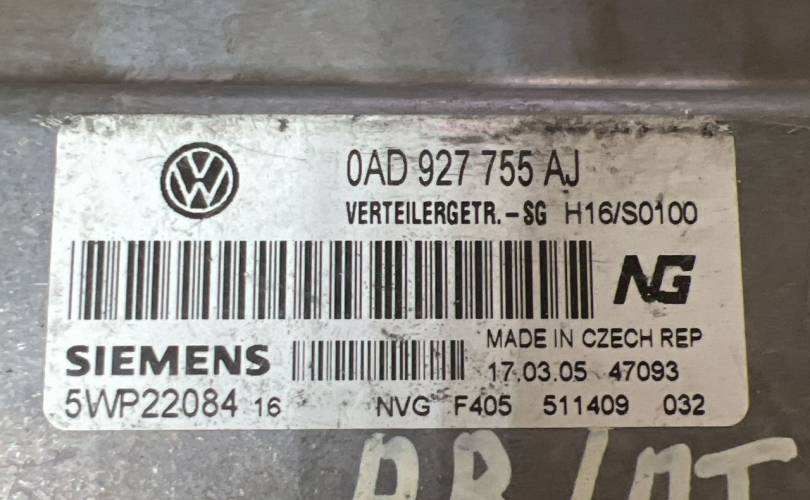 0AD 927 755 AJ
VERTEILERGETR.-SG H16/S0100
NG
MADE IN CZECH REP
SIEMENS
17.03.05 47093
5WP22084 16 NVG F405 511409 032